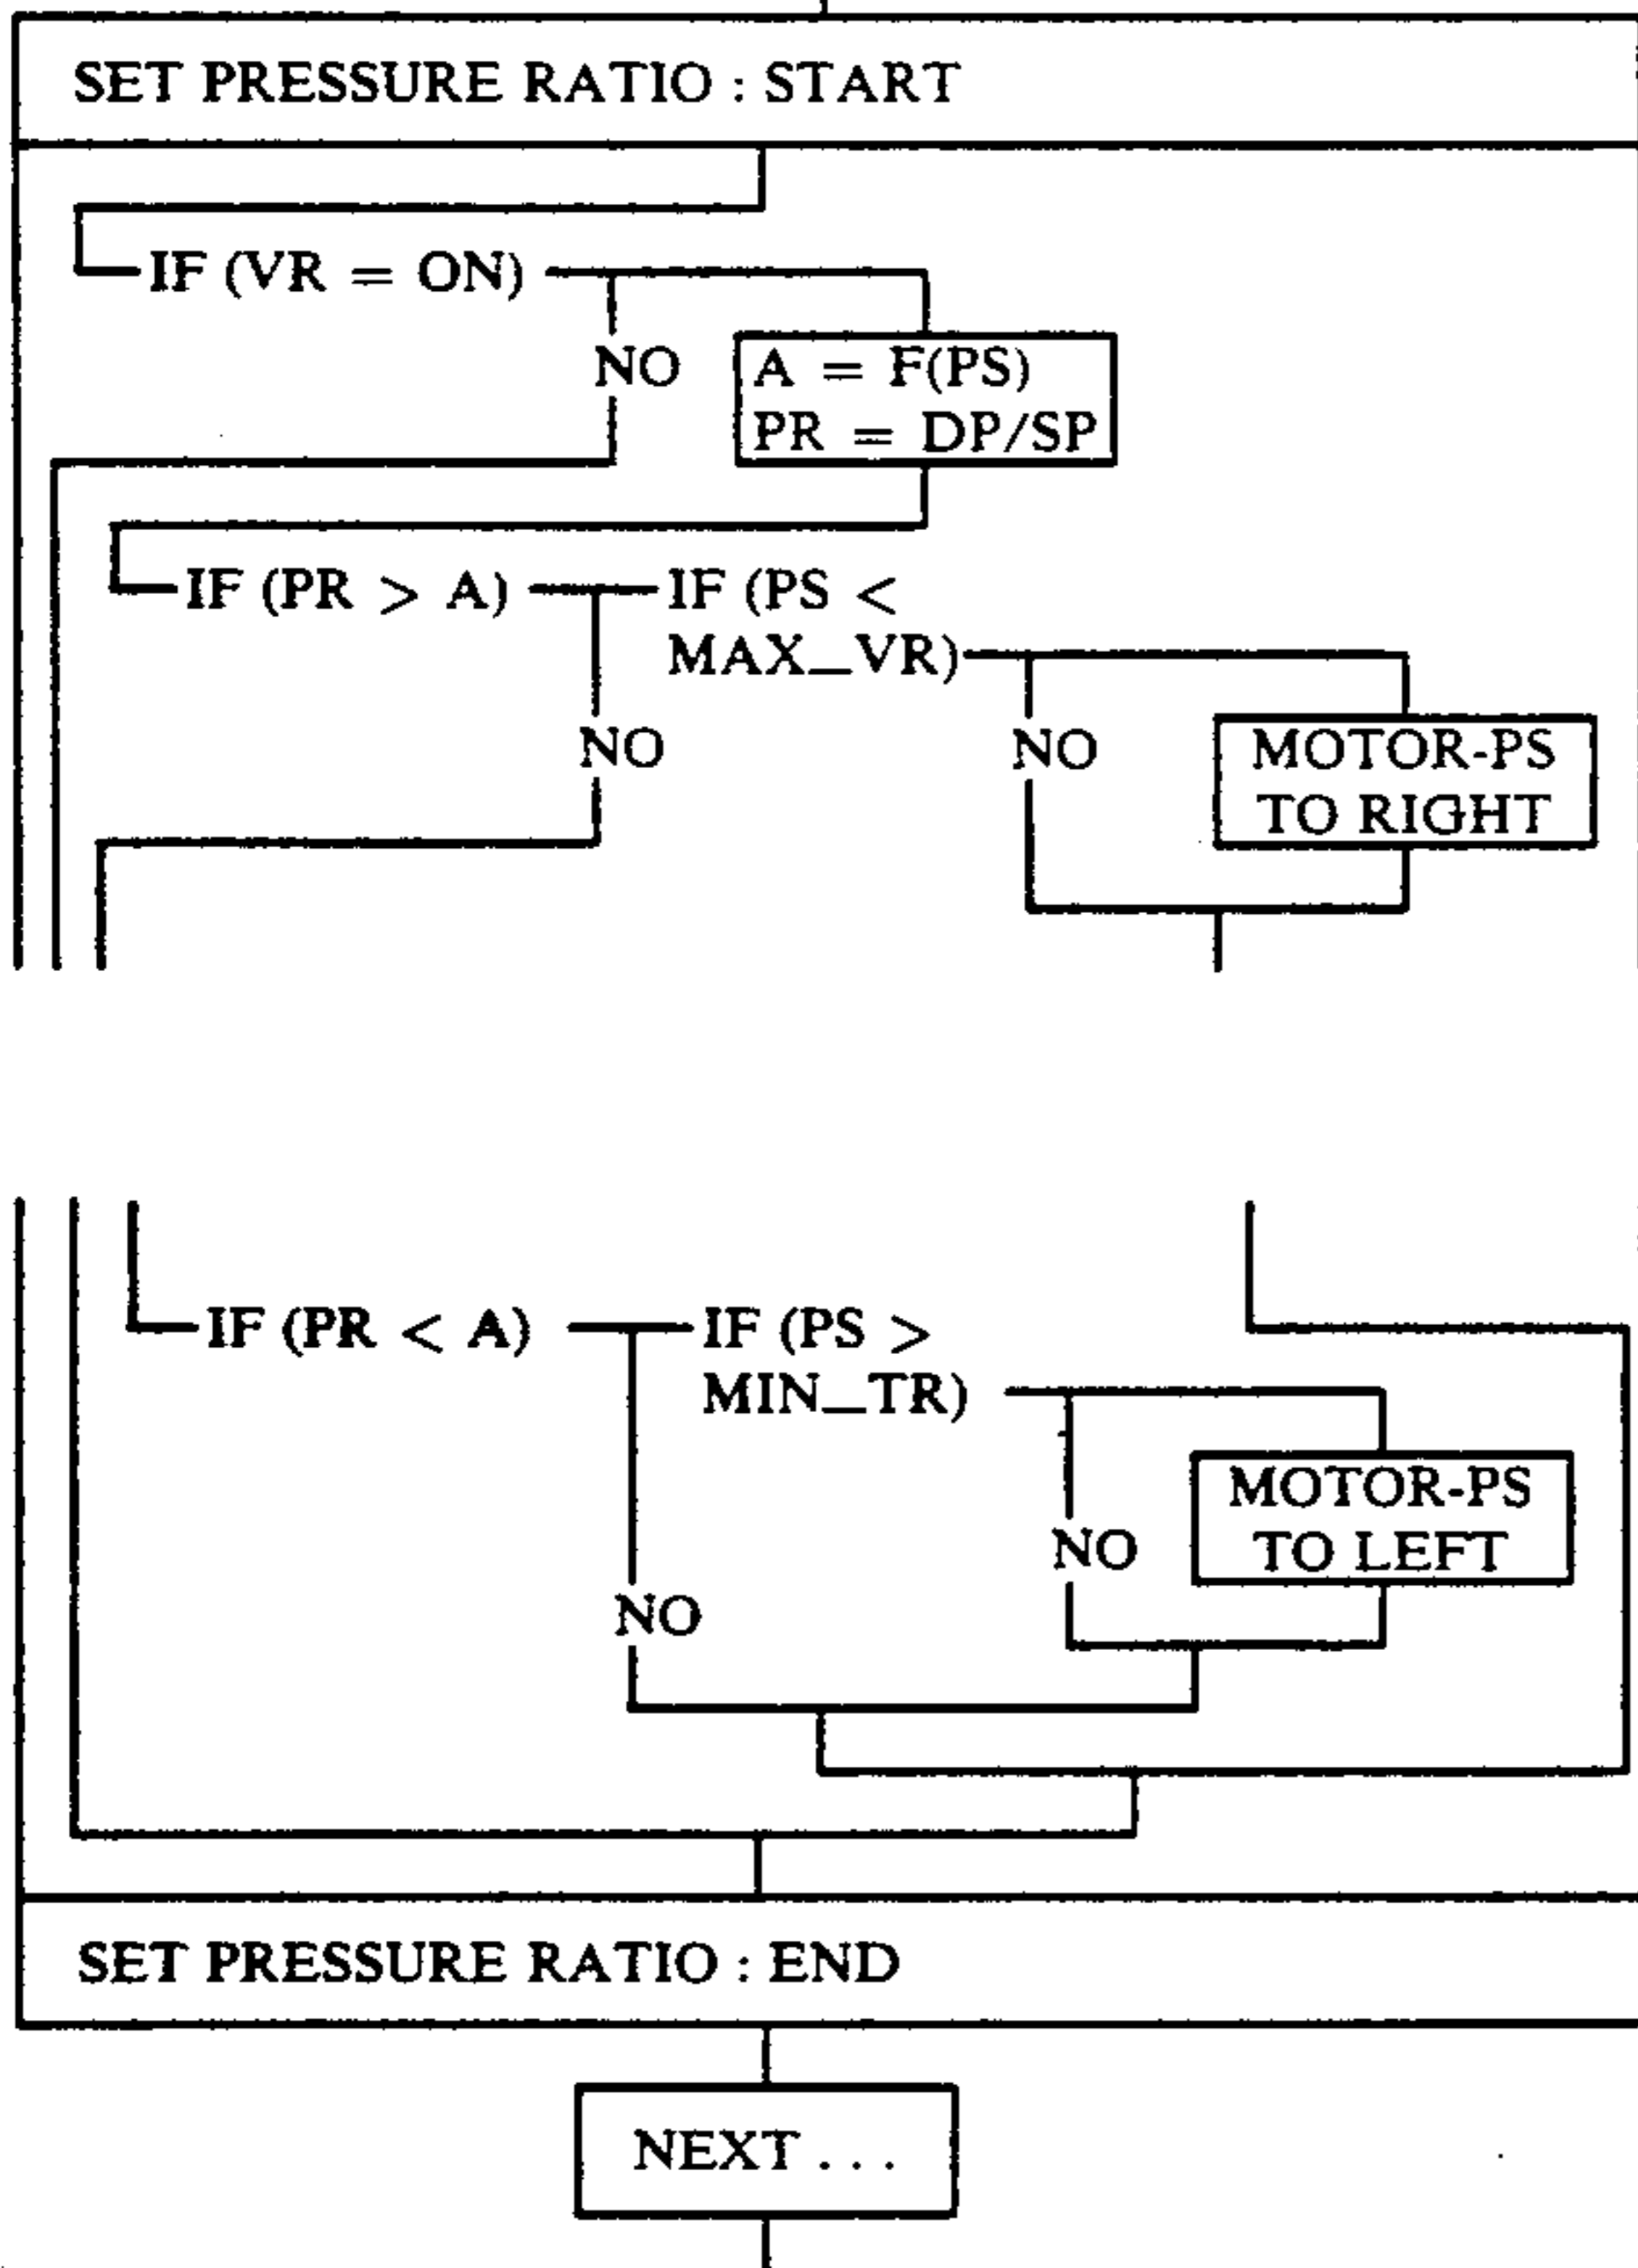 SET PRESSURE RATIO : START
IF (VR = ON)
NO
A = F(PS)
PR = DP/SP
IF (PR > A)
IF (PS <
MAX_VR)
NO
NO
MOTOR-PS
TO RIGHT
IF (PR < A)
IF (PS >
MIN_TR)
MOTOR-PS
TO LEFT
NO
NO
SET PRESSURE RATIO : END
NEXT . . .